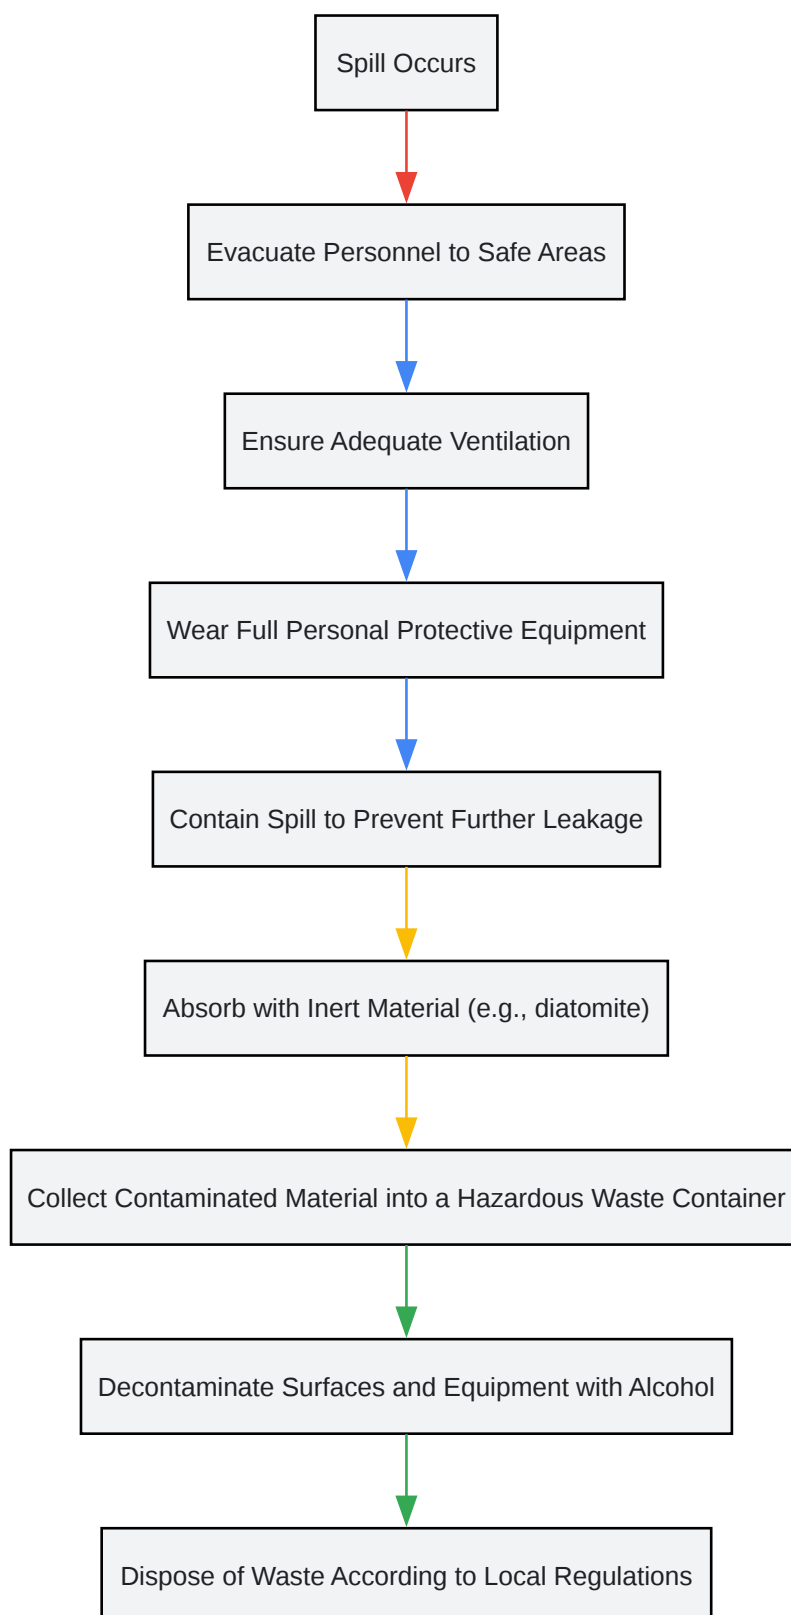 Spill Occurs
Evacuate Personnel to Safe Areas
Ensure Adequate Ventilation
Wear Full Personal Protective Equipment
Contain Spill to Prevent Further Leakage
Absorb with Inert Material (e.g., diatomite)
Collect Contaminated Material into a Hazardous Waste Container
Decontaminate Surfaces and Equipment with Alcohol
Dispose of Waste According to Local Regulations